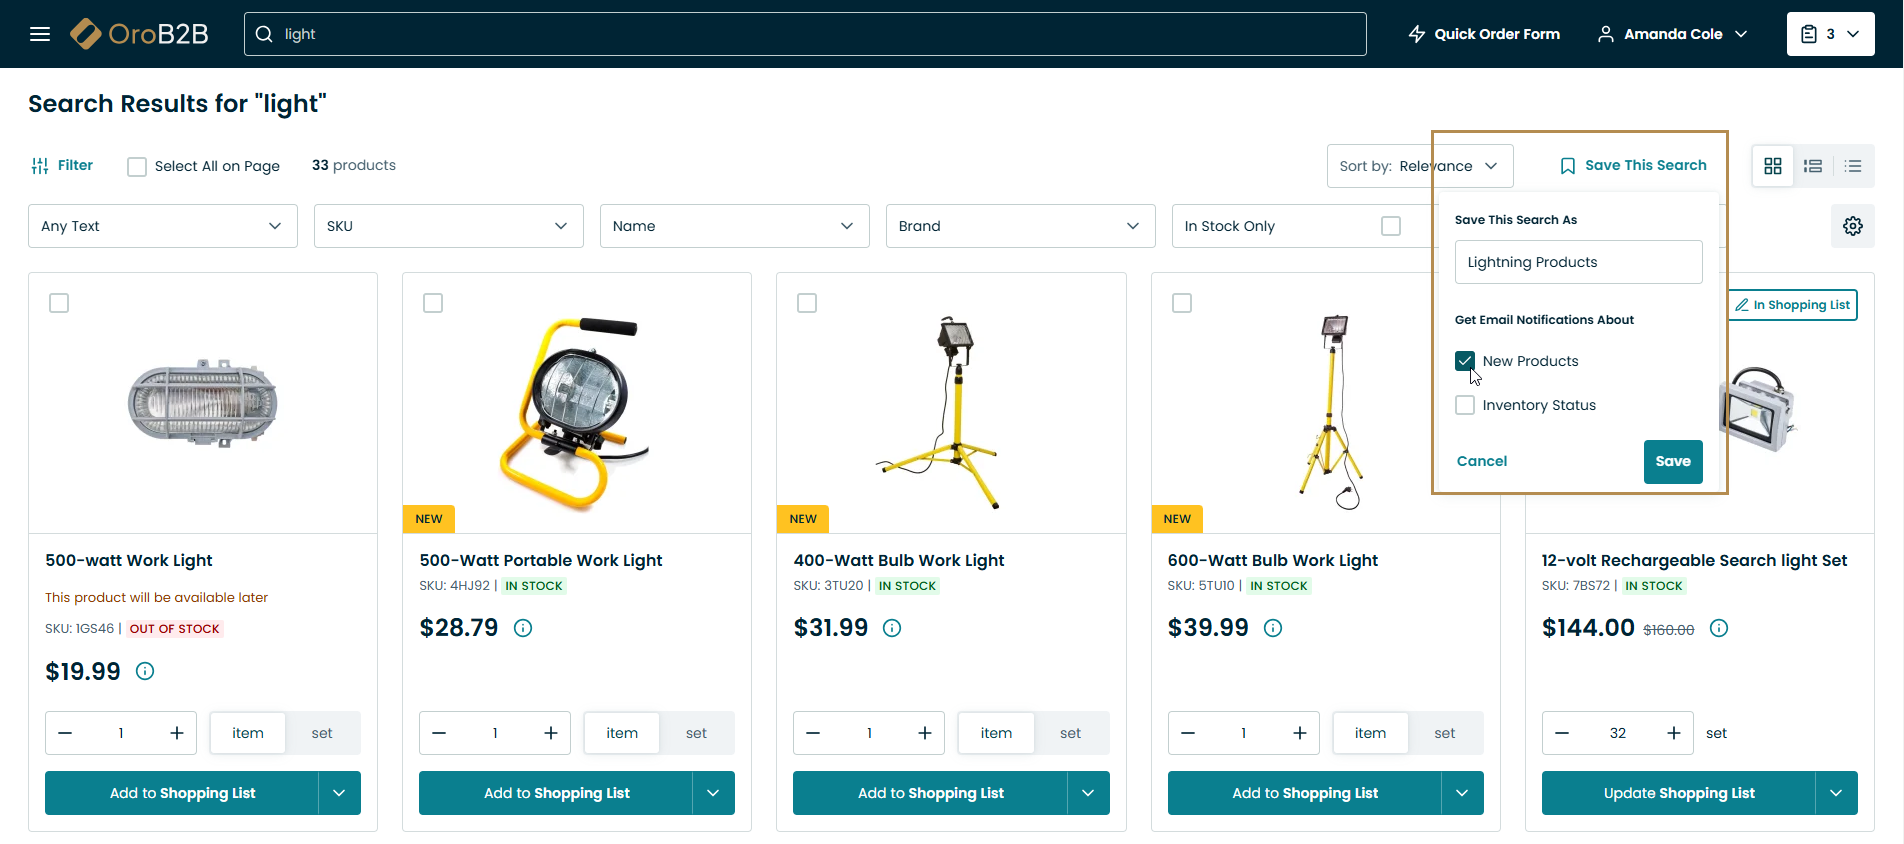 OroB2B
light
Quick Order Form
Amanda Cole
3
Search Results for "light"
Filter
Select All on Page
33 products
Sort by: Relevance
Save This Search
Any Text
SKU
Name
Brand
In Stock Only
Save This Search As
Lightning Products
Get Email Notifications About
New Products
Inventory Status
Cancel
Save
In Shopping List
NEW
NEW
NEW
500-watt Work Light
This product will be available later
SKU: 1GS46 | OUT OF STOCK
$19.99
1
item
set
Add to Shopping List
500-Watt Portable Work Light
SKU: 4HJ92 | IN STOCK
$28.79
1
item
set
Add to Shopping List
400-Watt Bulb Work Light
SKU: 3TU20 | IN STOCK
$31.99
1
item
set
Add to Shopping List
600-Watt Bulb Work Light
SKU: 5TU10 | IN STOCK
$39.99
1
item
set
Add to Shopping List
12-volt Rechargeable Search light Set
SKU: 7BS72 | IN STOCK
$144.00 $160.00
32
set
Update Shopping List